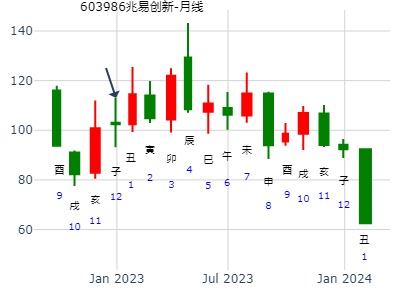 603986兆易创新-月线
140
120
100
80
60
酉
9
戌
10
亥
11
子
12
丑
1
寅
2
卯
3
辰
4
巳
5
午
6
未
7
申
8
酉
9
戌
10
亥
11
子
12
丑
1
Jan 2023
Jul 2023
Jan 2024